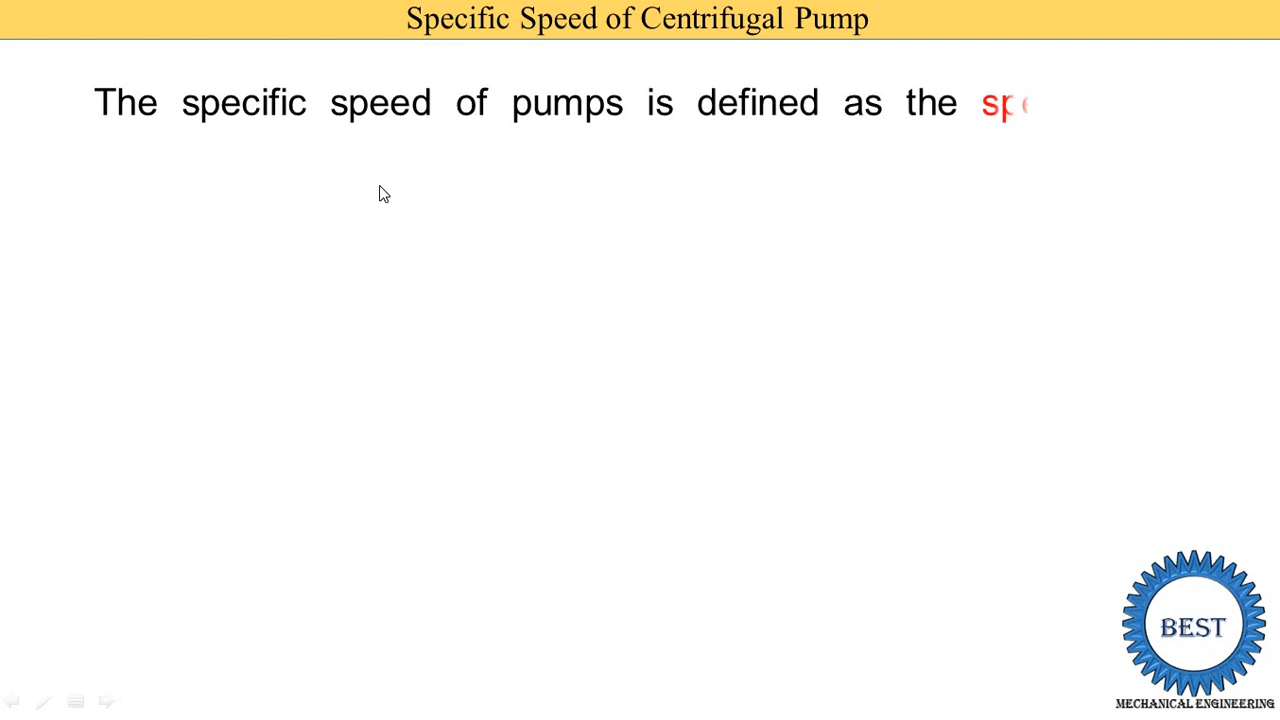 Specific Speed of Centrifugal Pump
The specific speed of pumps is defined as the
BEST
MECHANICAL ENGINEERING